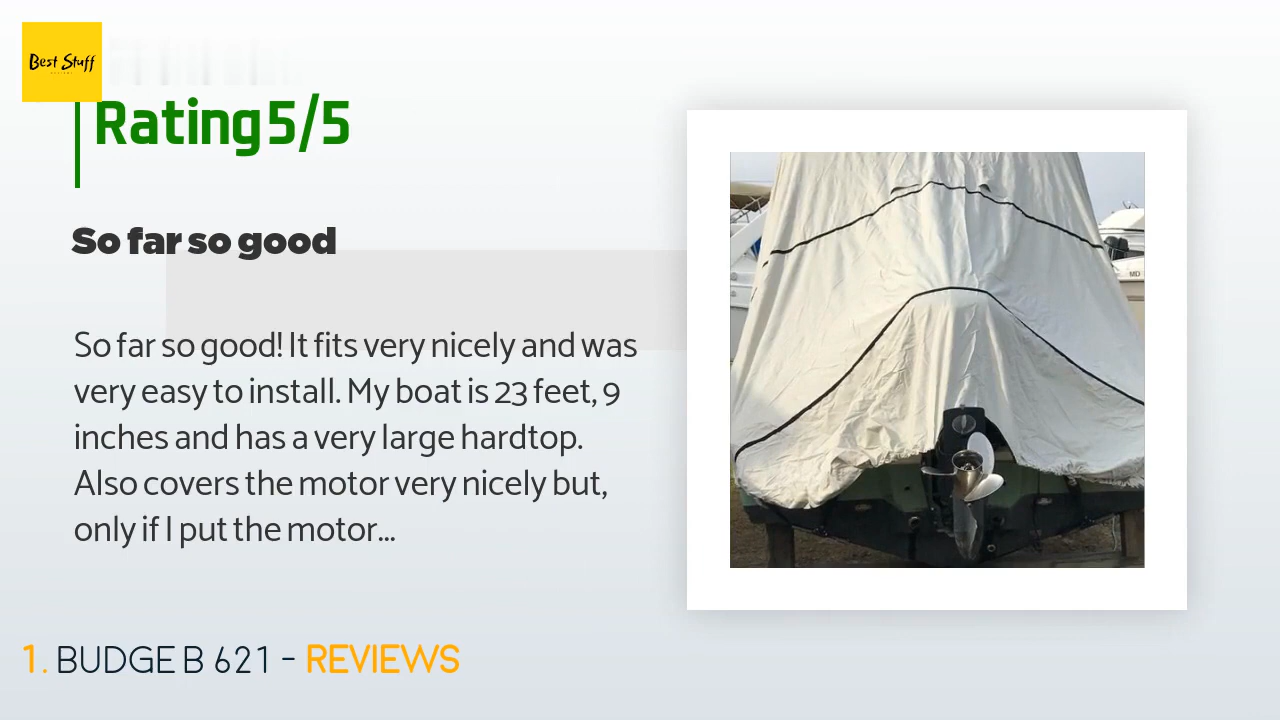 Best Stuff
Rating 5/5
So far so good
So far so good! It fits very nicely and was
very easy to install. My boat is 23 feet, 9
inches and has a very large hardtop.
Also covers the motor very nicely but,
only if I put the motor...
MD
1. BUDGE B 621 - REVIEWS